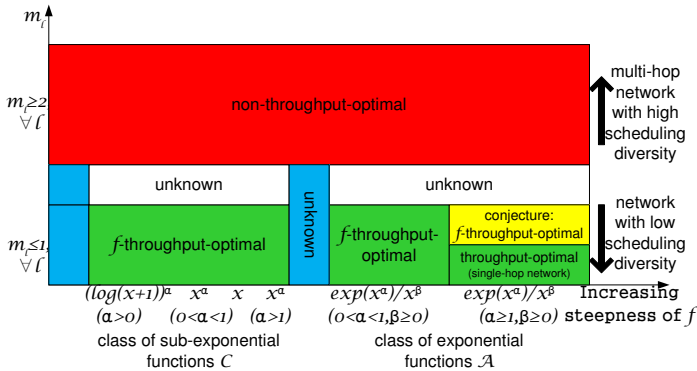 m_l
m_l≥2
∀ l
non-throughput-optimal
multi-hop
network
with high
scheduling
diversity
unknown
unknown
unknown
m_l≤1,
∀ l
f-throughput-optimal
f-throughput-
optimal
conjecture:
f-throughput-optimal
throughput-optimal
(single-hop network)
network
with low
scheduling
diversity
(log(x+1))^α x^α x x^α exp(x^α)/x^β exp(x^α)/x^β Increasing
(α>0) (0<α<1) (α>1) (0<α<1,β≥0) (α≥1,β≥0) steepness of f
class of sub-exponential
functions C
class of exponential
functions A